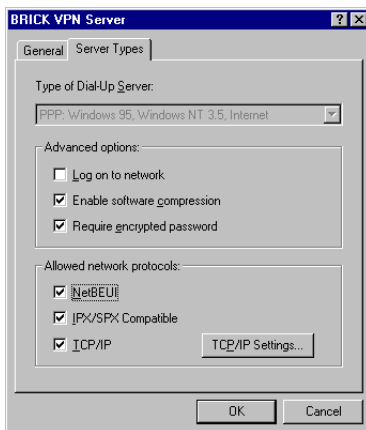 BRICK VPN Server
General
Server Types
Type of Dial-Up Server:
PPP: Windows 95, Windows NT 3.5, Internet
Advanced options:
Log on to network
Enable software compression
Require encrypted password
Allowed network protocols:
NetBEUI
IPX/SPX Compatible
TCP/IP
TCP/IP Settings...
OK
Cancel